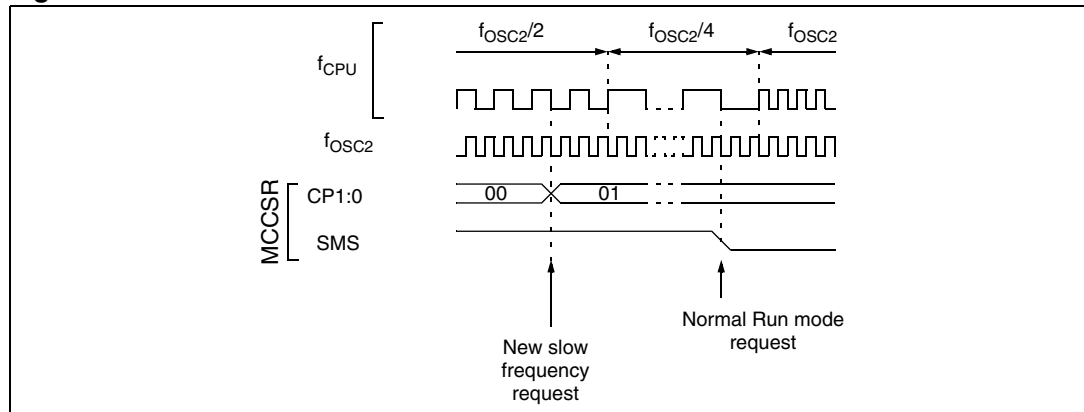 fOSC2/2 fOSC2/4 fOSC2
fCPU
fOSC2
MCCSR
CP1:0 00 01
SMS
New slow
frequency
request
Normal Run mode
request